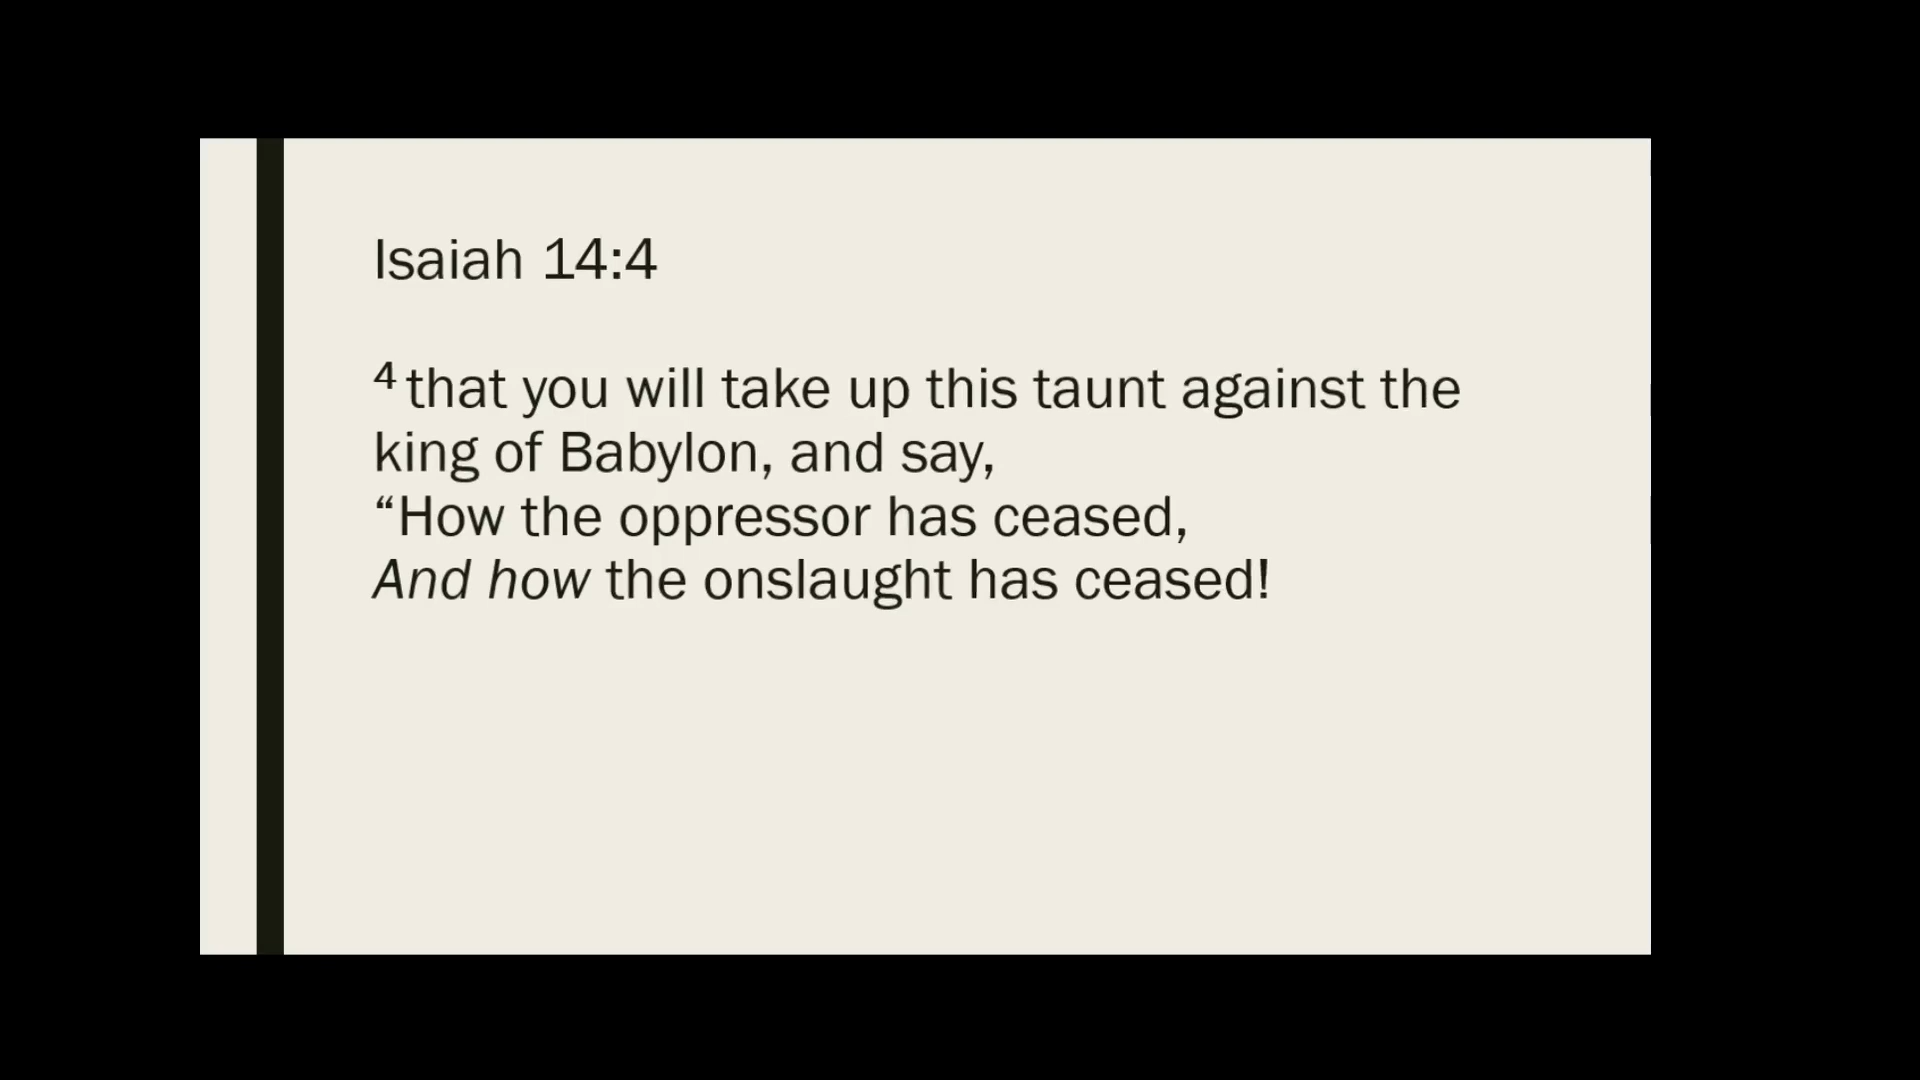 Isaiah 14:4
⁴ that you will take up this taunt against the
king of Babylon, and say,
“How the oppressor has ceased,
And how the onslaught has ceased!